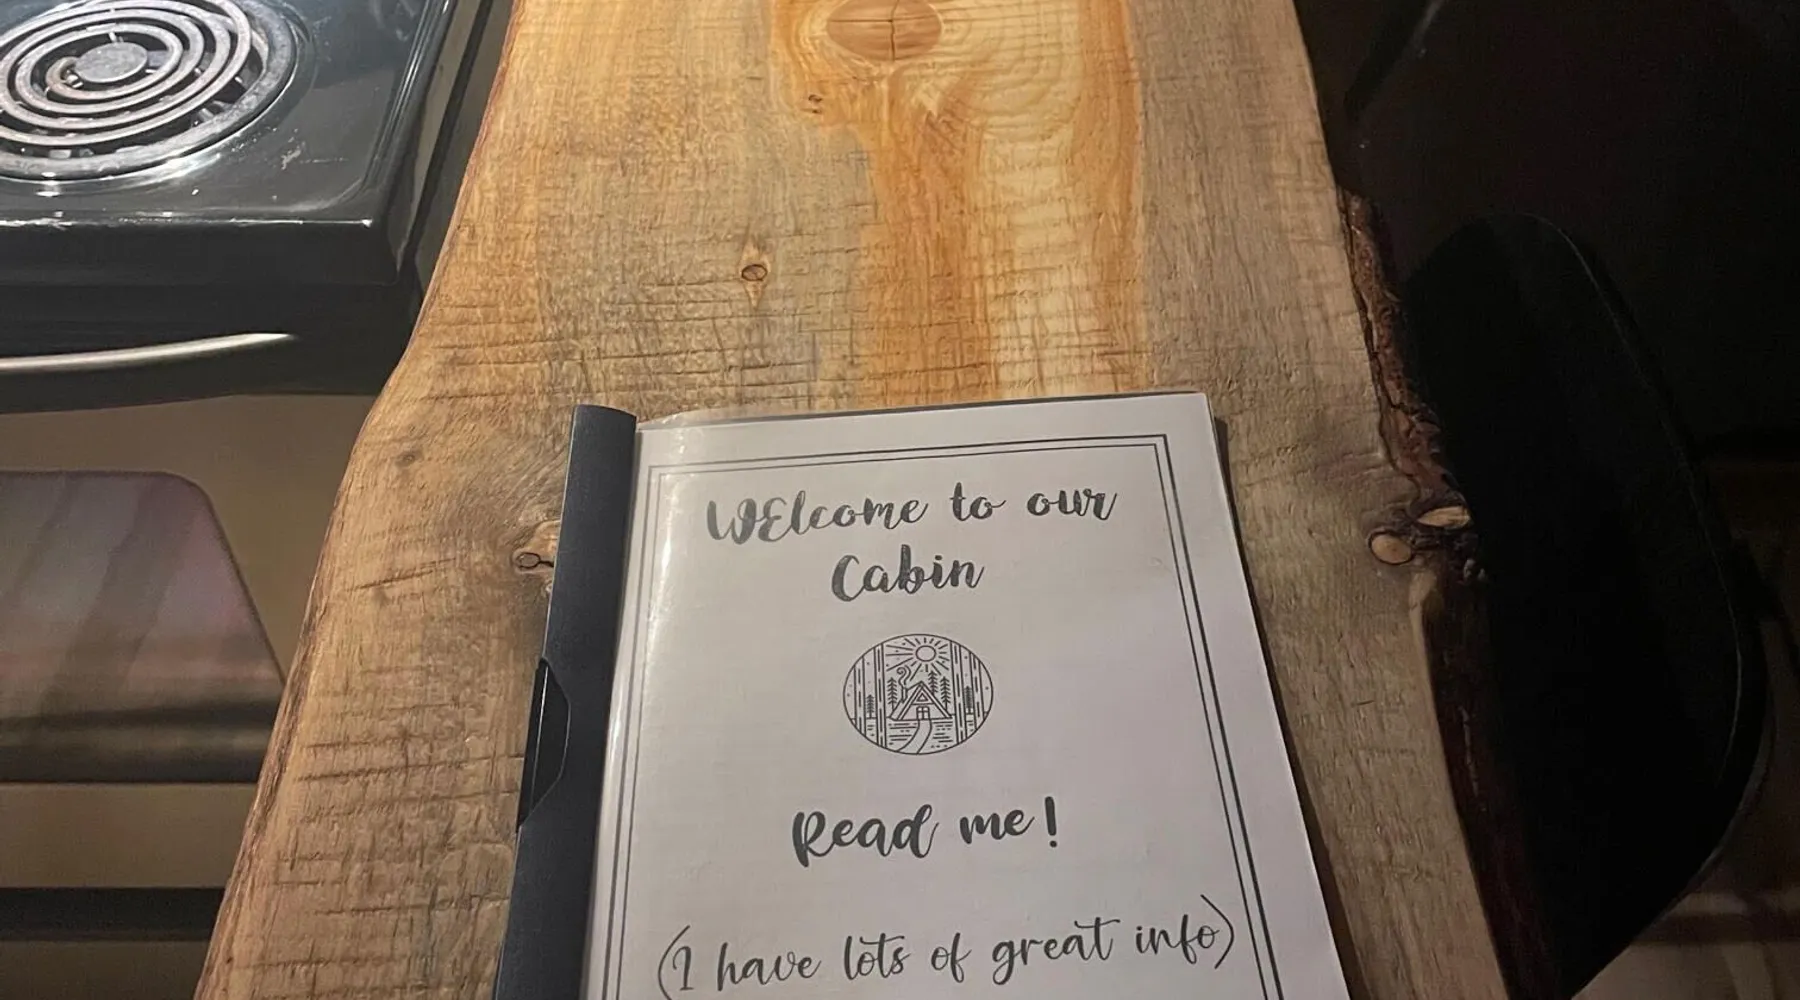 WElcome to our
Cabin
Read me!
(I have lots of great info)